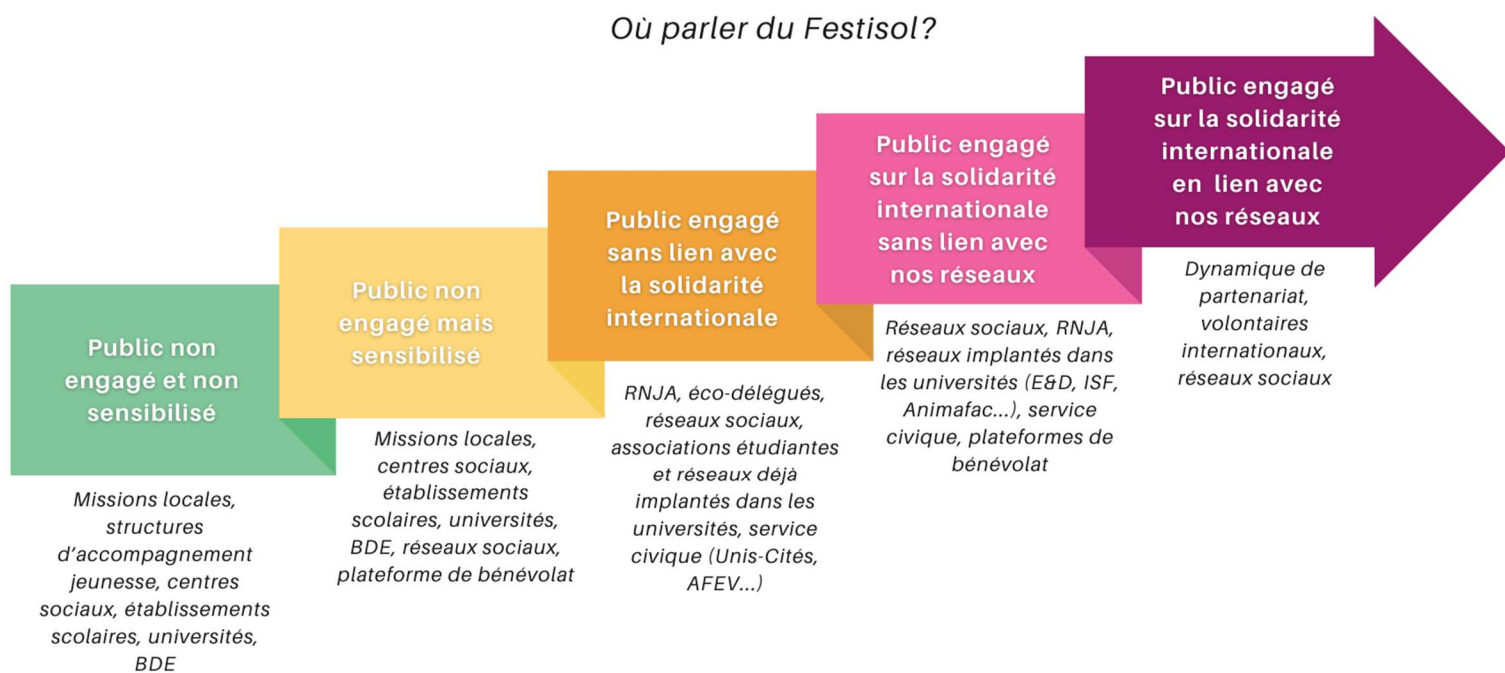 Où parler du Festisol?
Public non
engagé et non
sensibilisé
Missions locales,
structures
d'accompagnement
jeunesse, centres
sociaux, établissements
scolaires, universités,
BDE
Public non
engagé mais
sensibilisé
Missions locales,
centres sociaux,
établissements
scolaires, universités,
BDE, réseaux sociaux,
plateforme de bénévolat
Public engagé
sans lien avec
la solidarité
internationale
RNJA, éco-délégués,
réseaux sociaux,
associations étudiantes
et réseaux déjà
implantés dans les
universités, service
civique (Unis-Cités,
AFEV...)
Public engagé
sur la solidarité
internationale
sans lien avec
nos réseaux
Réseaux sociaux, RNJA,
réseaux implantés dans
les universités (E&D, ISF,
Animafac...), service
civique, plateformes de
bénévolat
Public engagé
sur la solidarité
internationale
en lien avec
nos réseaux
Dynamique de
partenariat,
volontaires
internationaux,
réseaux sociaux